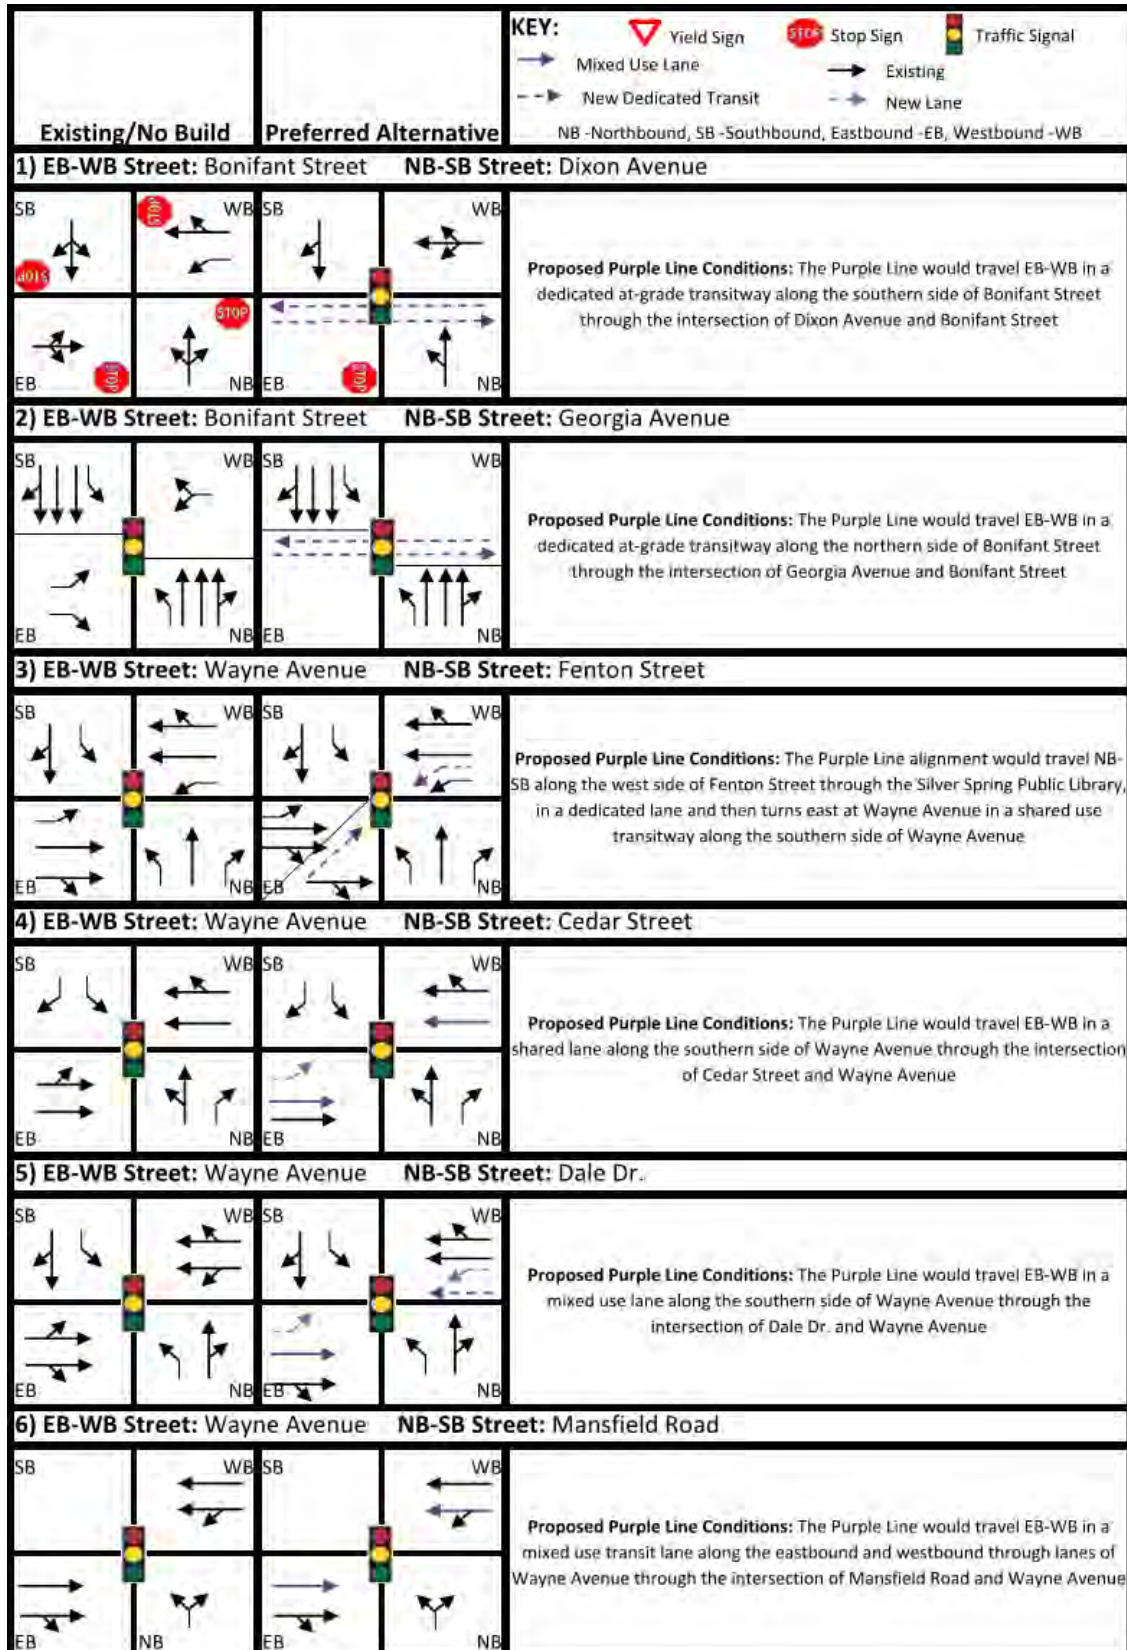 KEY:
Yield Sign
STOP Stop Sign
Traffic Signal
Mixed Use Lane
Existing
New Dedicated Transit
New Lane
Existing/No Build
Preferred Alternative
NB -Northbound, SB -Southbound, Eastbound -EB, Westbound -WB
1) EB-WB Street: Bonifant Street NB-SB Street: Dixon Avenue
SB STOP WB SB WB
STOP
STOP
EB STOP NB EB STOP NB
Proposed Purple Line Conditions: The Purple Line would travel EB-WB in a
dedicated at-grade transitway along the southern side of Bonifant Street
through the intersection of Dixon Avenue and Bonifant Street
2) EB-WB Street: Bonifant Street NB-SB Street: Georgia Avenue
SB WB SB WB
EB NB EB NB
Proposed Purple Line Conditions: The Purple Line would travel EB-WB in a
dedicated at-grade transitway along the northern side of Bonifant Street
through the intersection of Georgia Avenue and Bonifant Street
3) EB-WB Street: Wayne Avenue NB-SB Street: Fenton Street
SB WB SB WB
EB NB EB NB
Proposed Purple Line Conditions: The Purple Line alignment would travel NB-
SB along the west side of Fenton Street through the Silver Spring Public Library,
in a dedicated lane and then turns east at Wayne Avenue in a shared use
transitway along the southern side of Wayne Avenue
4) EB-WB Street: Wayne Avenue NB-SB Street: Cedar Street
SB WB SB WB
EB NB EB NB
Proposed Purple Line Conditions: The Purple Line would travel EB-WB in a
shared lane along the southern side of Wayne Avenue through the intersection
of Cedar Street and Wayne Avenue
5) EB-WB Street: Wayne Avenue NB-SB Street: Dale Dr.
SB WB SB WB
EB NB EB NB
Proposed Purple Line Conditions: The Purple Line would travel EB-WB in a
mixed use lane along the southern side of Wayne Avenue through the
intersection of Dale Dr. and Wayne Avenue
6) EB-WB Street: Wayne Avenue NB-SB Street: Mansfield Road
SB WB SB WB
EB NB EB NB
Proposed Purple Line Conditions: The Purple Line would travel EB-WB in a
mixed use transit lane along the eastbound and westbound through lanes of
Wayne Avenue through the intersection of Mansfield Road and Wayne Avenue